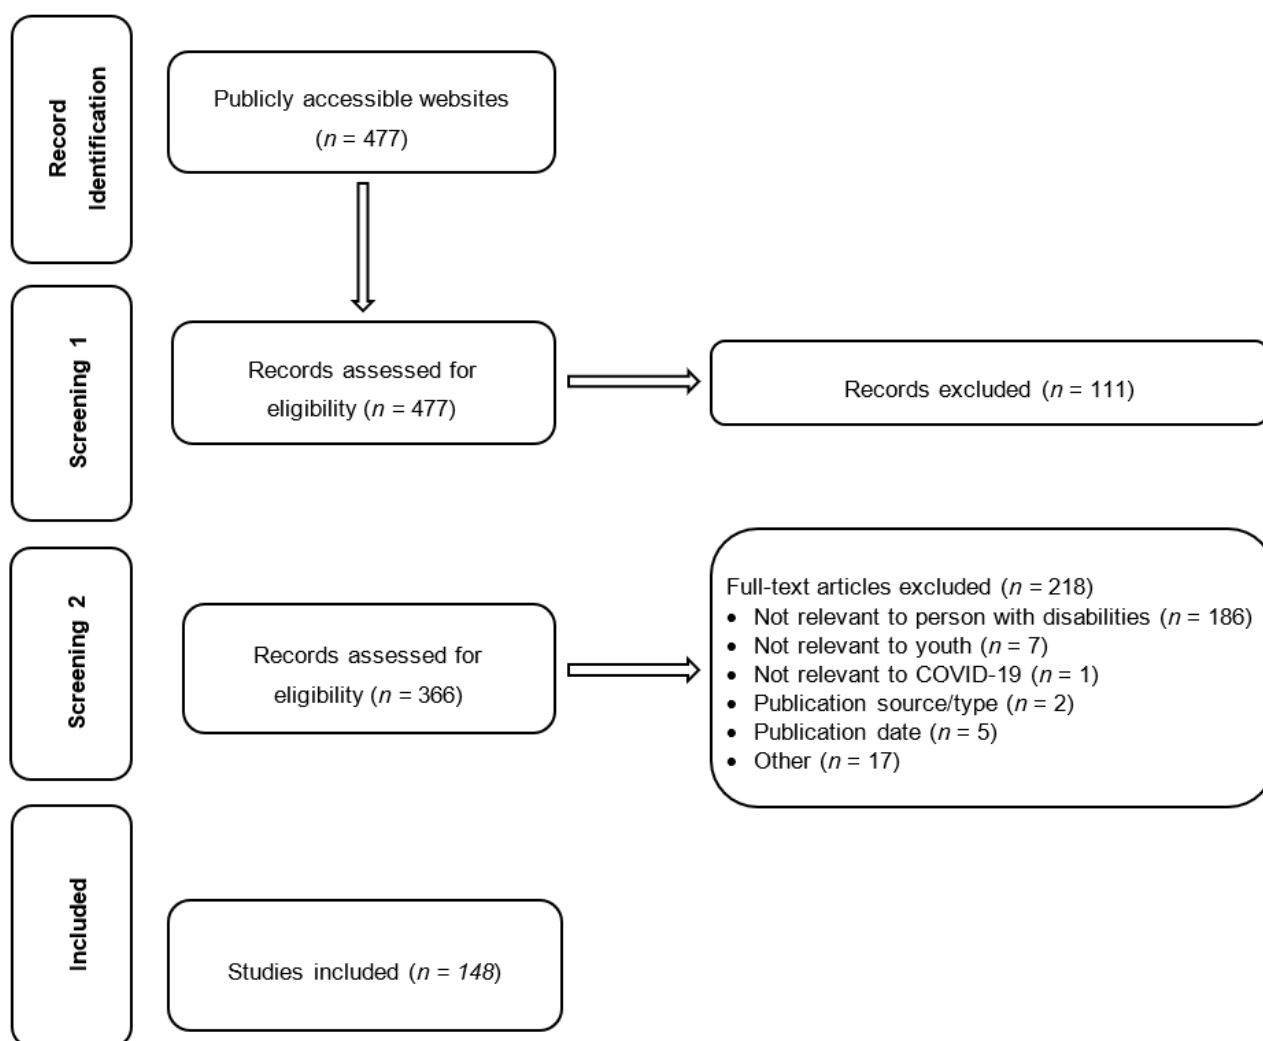 Record
Identification
Publicly accessible websites
(n = 477)
Screening 1
Records assessed for
eligibility (n = 477)
Records excluded (n = 111)
Screening 2
Records assessed for
eligibility (n = 366)
Full-text articles excluded (n = 218)
• Not relevant to person with disabilities (n = 186)
• Not relevant to youth (n = 7)
• Not relevant to COVID-19 (n = 1)
• Publication source/type (n = 2)
• Publication date (n = 5)
• Other (n = 17)
Included
Studies included (n = 148)